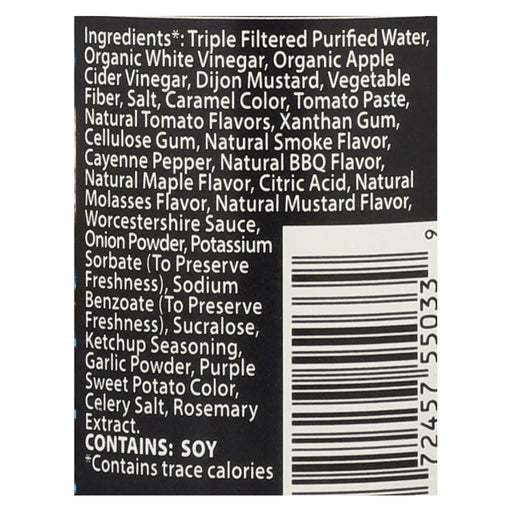 Ingredients*: Triple Filtered Purified Water,
Organic White Vinegar, Organic Apple
Cider Vinegar, Dijon Mustard, Vegetable
Fiber, Salt, Caramel Color, Tomato Paste,
Natural Tomato Flavors, Xanthan Gum,
Cellulose Gum, Natural Smoke Flavor,
Cayenne Pepper, Natural BBQ Flavor,
Natural Maple Flavor, Citric Acid, Natural
Molasses Flavor, Natural Mustard Flavor,
Worcestershire Sauce,
Onion Powder, Potassium
Sorbate (To Preserve
Freshness), Sodium
Benzoate (To Preserve
Freshness), Sucralose,
Ketchup Seasoning,
Garlic Powder, Purple
Sweet Potato Color,
Celery Salt, Rosemary
Extract.
CONTAINS: SOY
*Contains trace calories
72457 55033 9